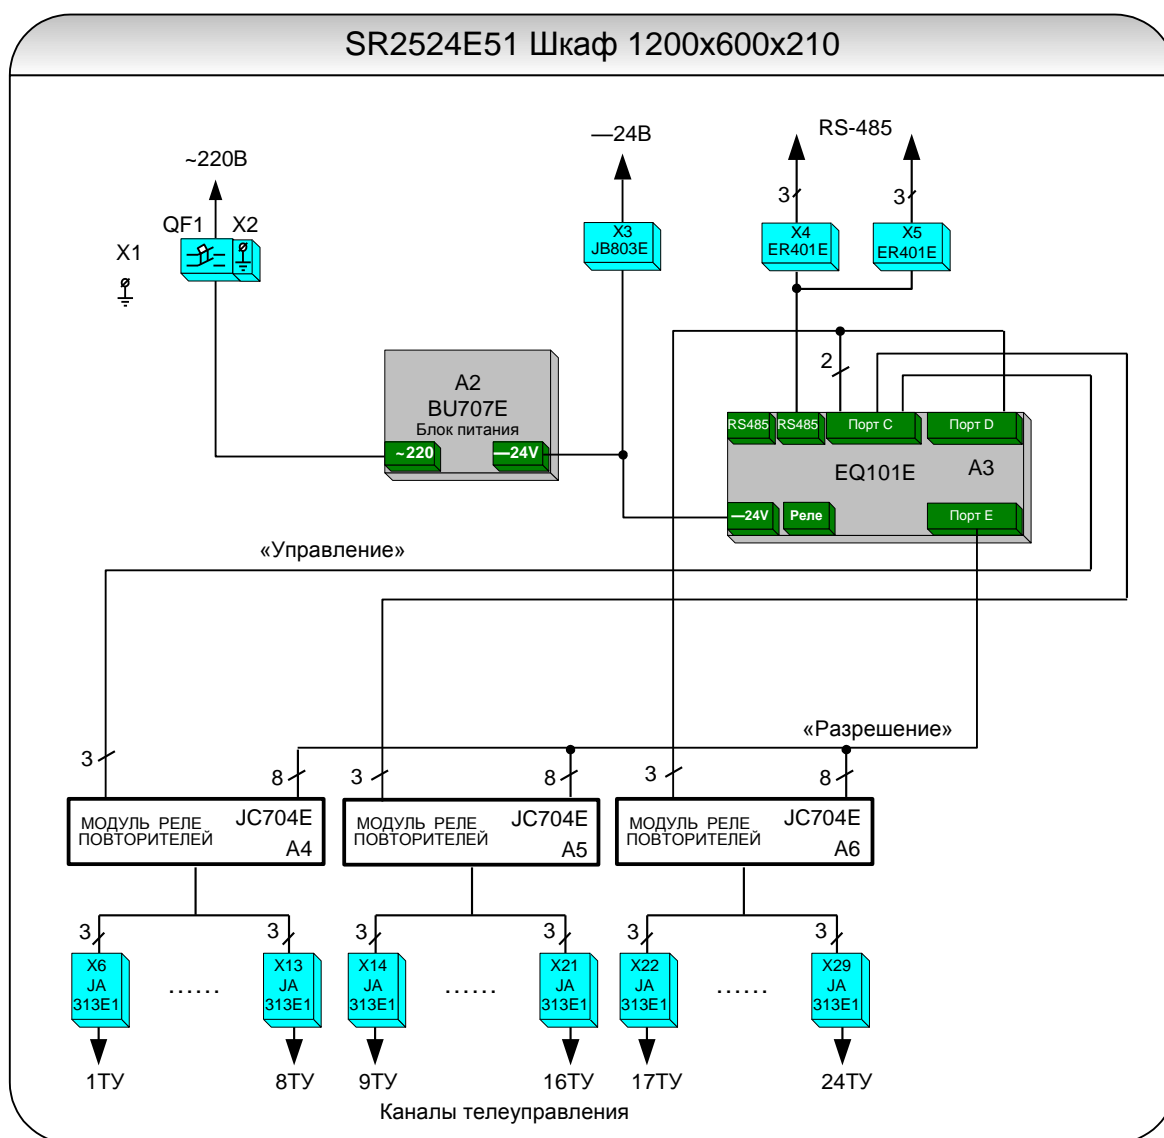 SR2524E51 Шкаф 1200x600x210
~220В
—24В
RS-485
3
3
QF1
X2
X1
X3
JB803E
X4
ER401E
X5
ER401E
2
A2
BU707E
Блок питания
~220
—24V
RS485
RS485
Порт C
Порт D
EQ101E
A3
—24V
Реле
Порт E
«Управление»
«Разрешение»
3
8
3
8
3
8
МОДУЛЬ РЕЛЕ
ПОВТОРИТЕЛЕЙ
JC704E
A4
МОДУЛЬ РЕЛЕ
ПОВТОРИТЕЛЕЙ
JC704E
A5
МОДУЛЬ РЕЛЕ
ПОВТОРИТЕЛЕЙ
JC704E
A6
3
3
3
3
3
3
X6
JA
313E1
......
X13
JA
313E1
X14
JA
313E1
......
X21
JA
313E1
X22
JA
313E1
......
X29
JA
313E1
1ТУ
8ТУ
9ТУ
16ТУ
17ТУ
24ТУ
Каналы телеуправления